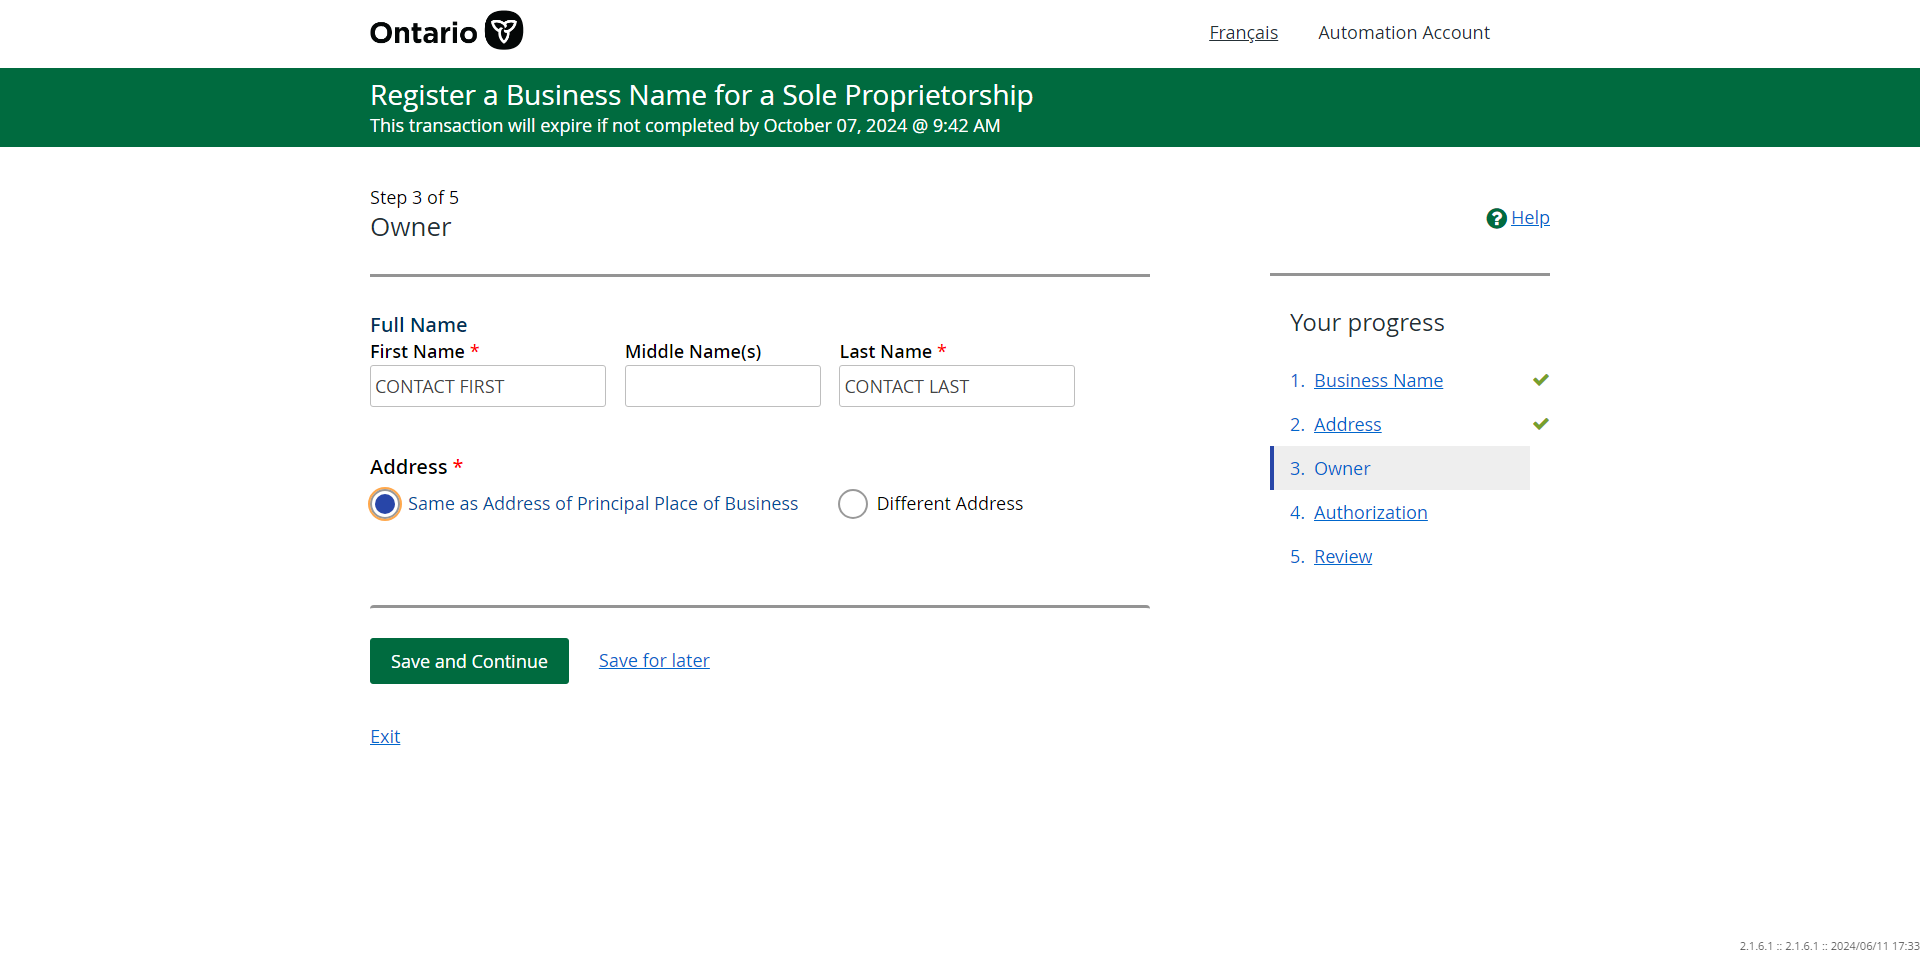 Ontario
Français
Automation Account
Register a Business Name for a Sole Proprietorship
This transaction will expire if not completed by October 07, 2024 @ 9:42 AM
Step 3 of 5
Owner
? Help
Full Name
First Name * Middle Name(s) Last Name *
CONTACT FIRST CONTACT LAST
Address *
Same as Address of Principal Place of Business Different Address
Save and Continue Save for later
Exit
Your progress
1. Business Name
2. Address
3. Owner
4. Authorization
5. Review
2.1.6.1 :: 2.1.6.1 :: 2024/06/11 17:33